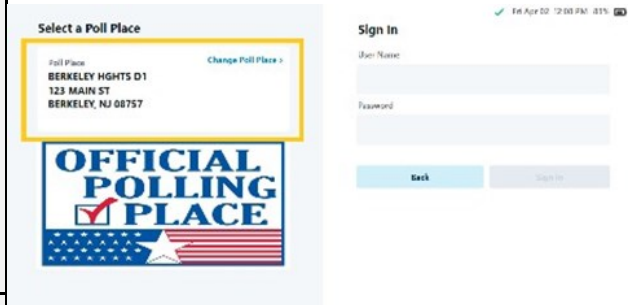 Select a Poll Place
Poll Place
Change Poll Place >
BERKELEY HGHTS D1
123 MAIN ST
BERKELEY, NJ 08757
OFFICIAL
POLLING
PLACE
Fri Apr 02 12:00 PM 81%
Sign In
User Name
Password
Back
Sign In